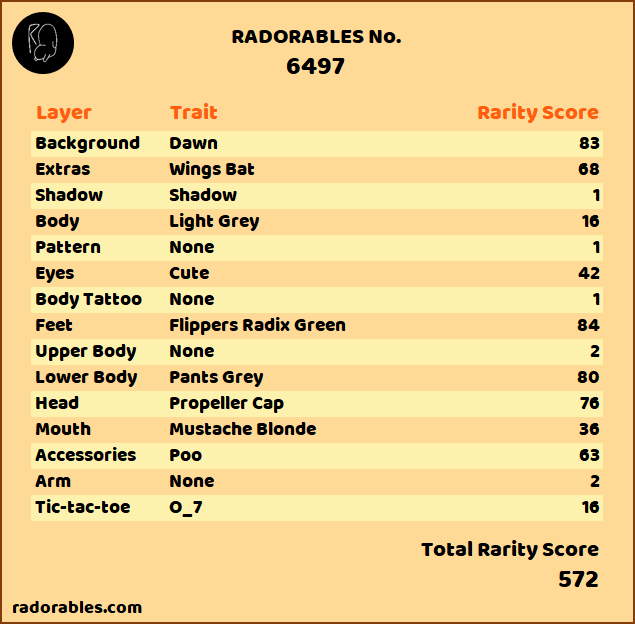 RADORABLES No.
6497
Layer Trait Rarity Score
Background Dawn 83
Extras Wings Bat 68
Shadow Shadow 1
Body Light Grey 16
Pattern None 1
Eyes Cute 42
Body Tattoo None 1
Feet Flippers Radix Green 84
Upper Body None 2
Lower Body Pants Grey 80
Head Propeller Cap 76
Mouth Mustache Blonde 36
Accessories Poo 63
Arm None 2
Tic-tac-toe O_7 16
Total Rarity Score
572
radorables.com